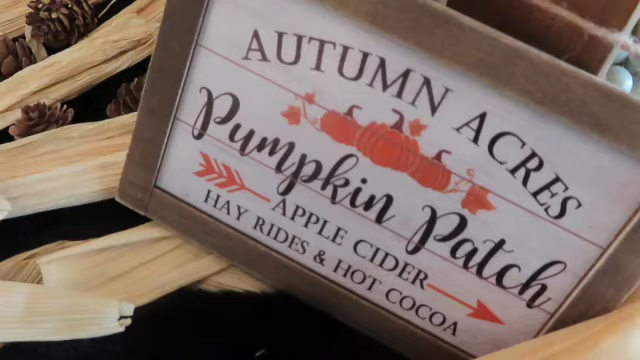 AUTUMN ACRES
Pumpkin Patch
APPLE CIDER
HAY RIDES & HOT COCOA